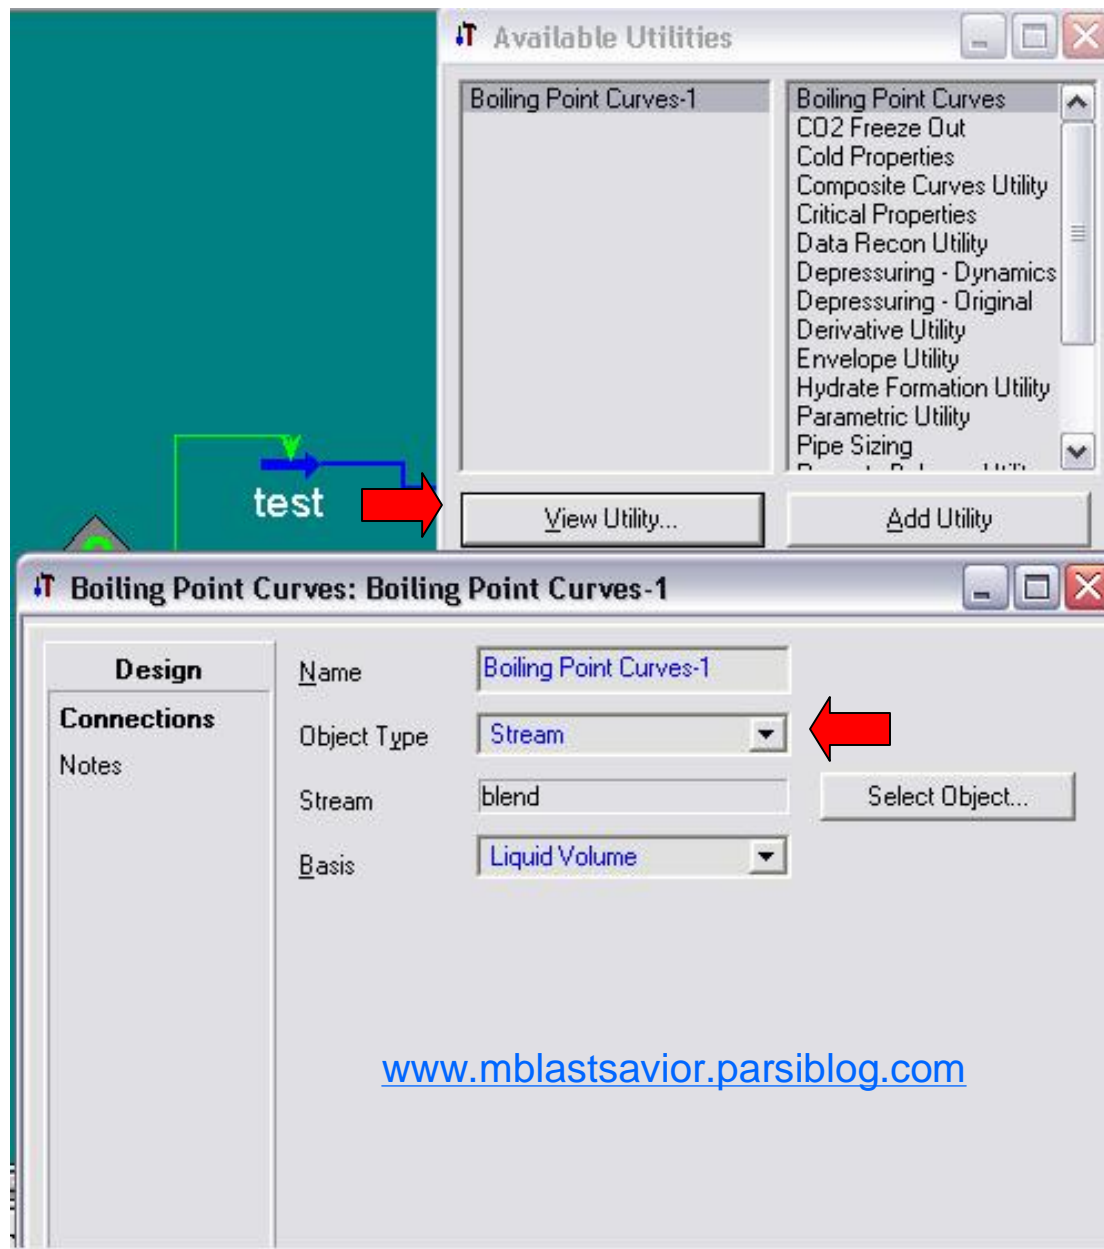 Available Utilities
Boiling Point Curves-1
Boiling Point Curves
CO2 Freeze Out
Cold Properties
Composite Curves Utility
Critical Properties
Data Recon Utility
Depressuring - Dynamics
Depressuring - Original
Derivative Utility
Envelope Utility
Hydrate Formation Utility
Parametric Utility
Pipe Sizing
View Utility...
Add Utility
test
Boiling Point Curves: Boiling Point Curves-1
Design
Connections
Notes
Name
Boiling Point Curves-1
Object Type
Stream
Stream
blend
Select Object...
Basis
Liquid Volume
www.mblastsavior.parsiblog.com